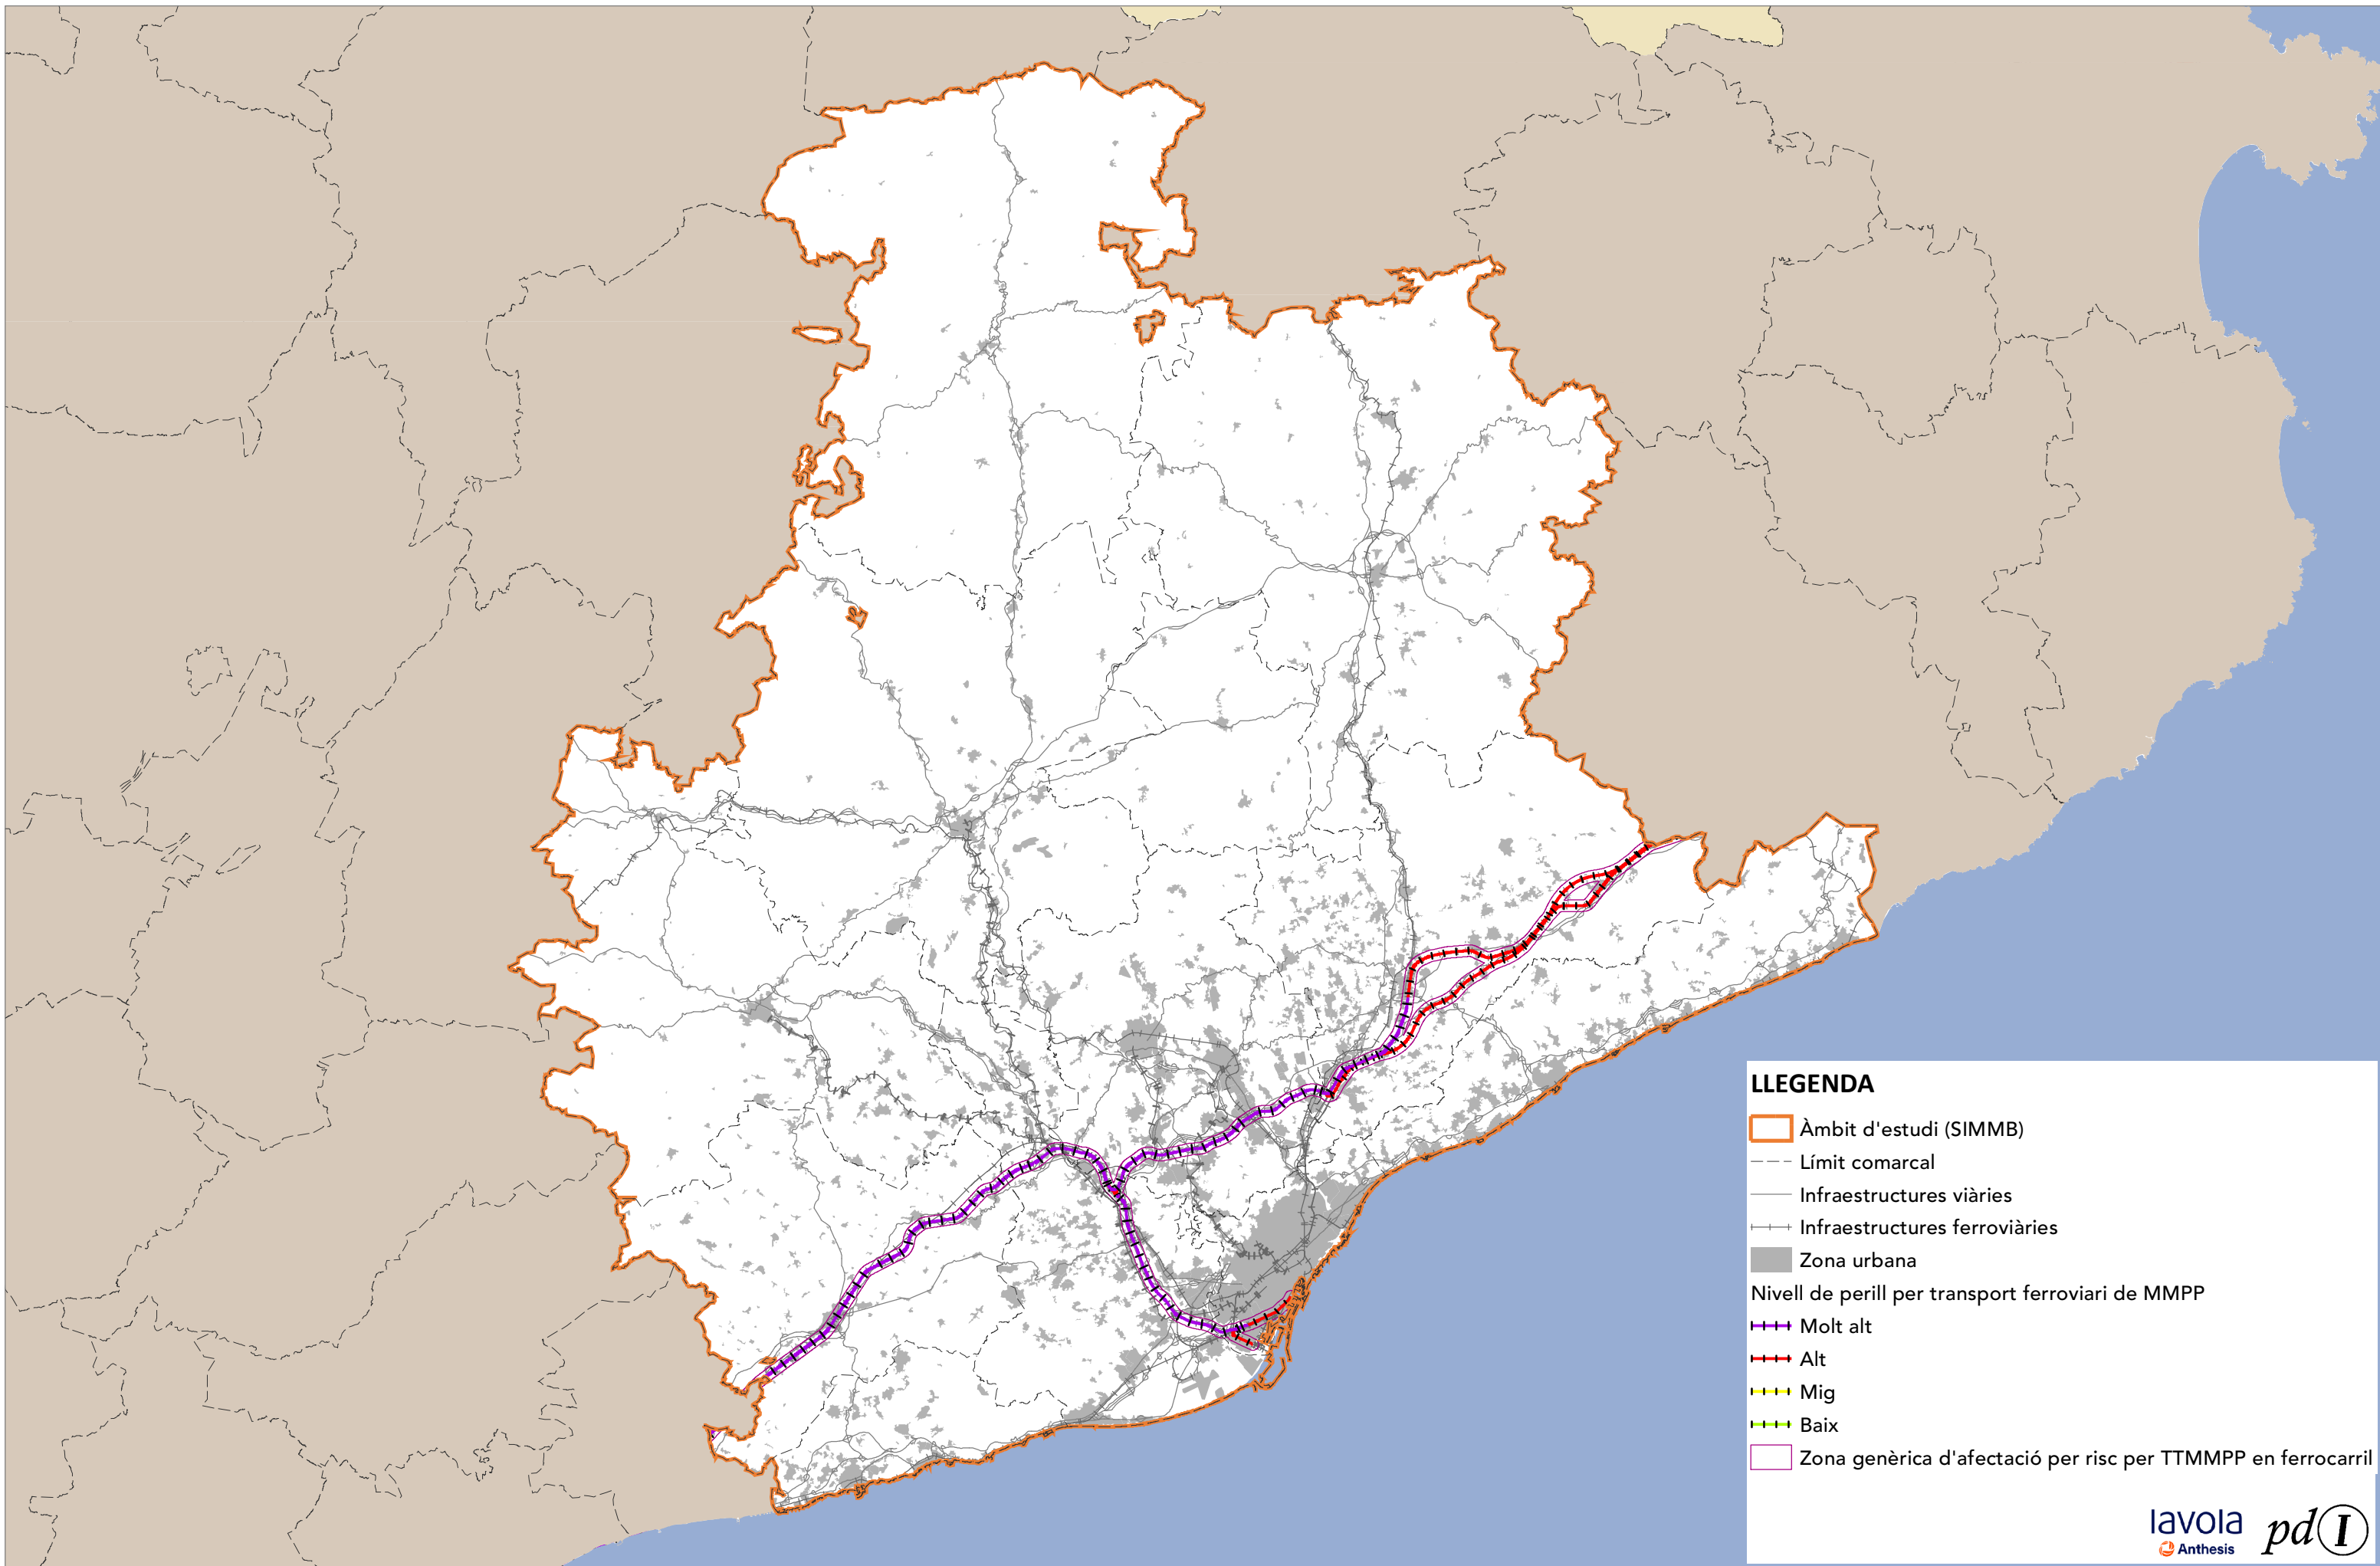 LLEGENDA
Àmbit d'estudi (SIMMB)
Límit comarcal
Infraestructures viàries
Infraestructures ferroviàries
Zona urbana
Nivell de perill per transport ferroviari de MMPP
Molt alt
Alt
Mig
Baix
Zona genèrica d'afectació per risc per TTMMPP en ferrocarril
lavola
Anthesis
pdI